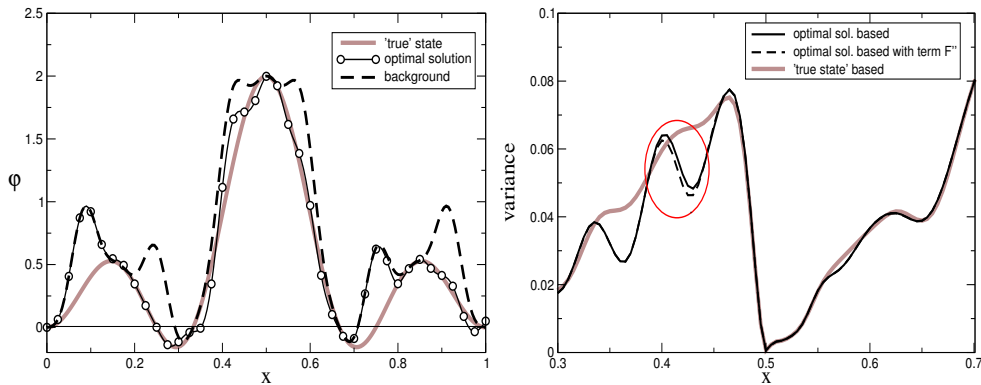 2.5
2
1.5
1
0.5
0
φ
0
0.2
0.4
0.6
0.8
1
x
'true' state
optimal solution
background
0.1
0.08
0.06
0.04
0.02
0
variance
0.3
0.4
0.5
0.6
0.7
x
optimal sol. based
optimal sol. based with term F''
'true state' based